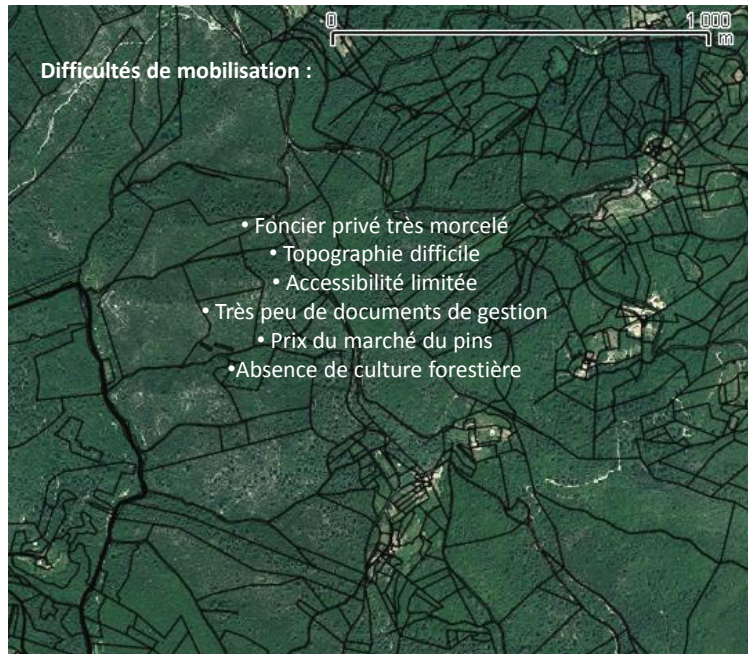 0 1 000
m
Difficultés de mobilisation :
• Foncier privé très morcelé
• Topographie difficile
• Accessibilité limitée
• Très peu de documents de gestion
• Prix du marché du pins
•Absence de culture forestière